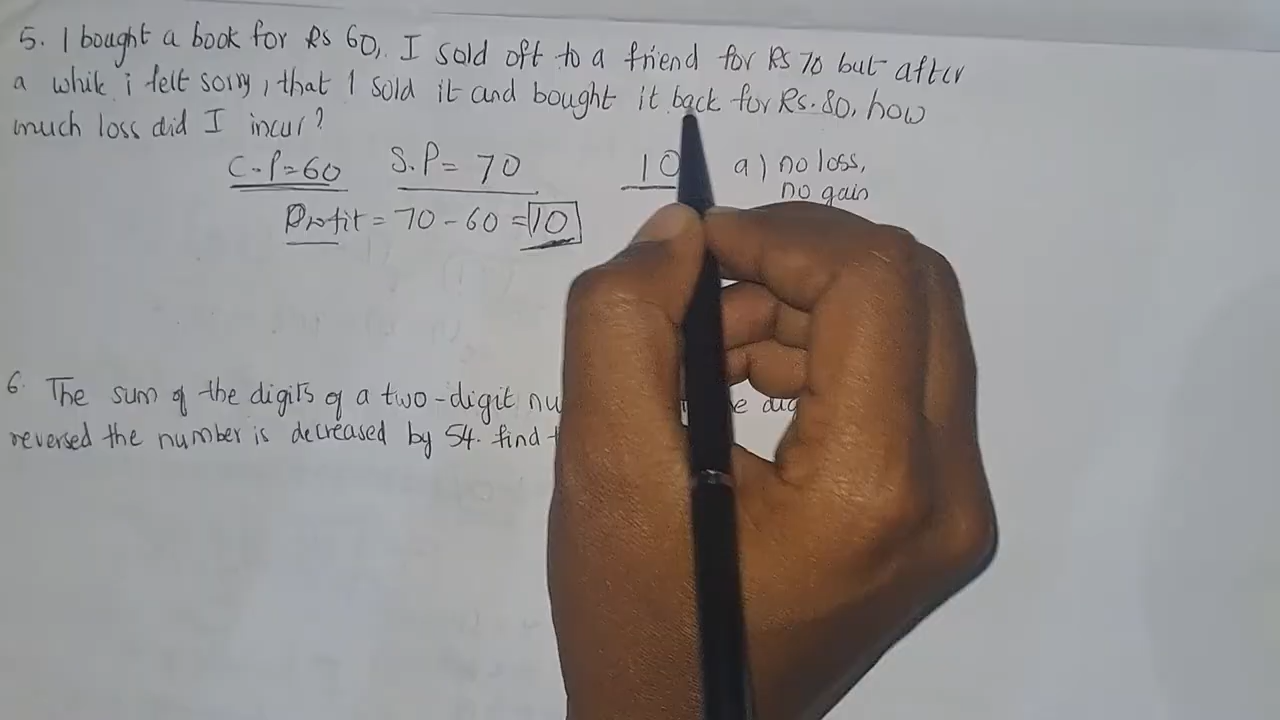 5. I bought a book for Rs 60, I sold off to a friend for Rs 70 but after
a while i felt sorry, that I sold it and bought it back for Rs. 80, how
much loss did I incur?
C.P=60 S.P= 70 10 a) no loss,
no gain
Profit = 70 - 60 = 10
6. The sum of the digits of a two-digit
reversed the number is decreased by 54. find